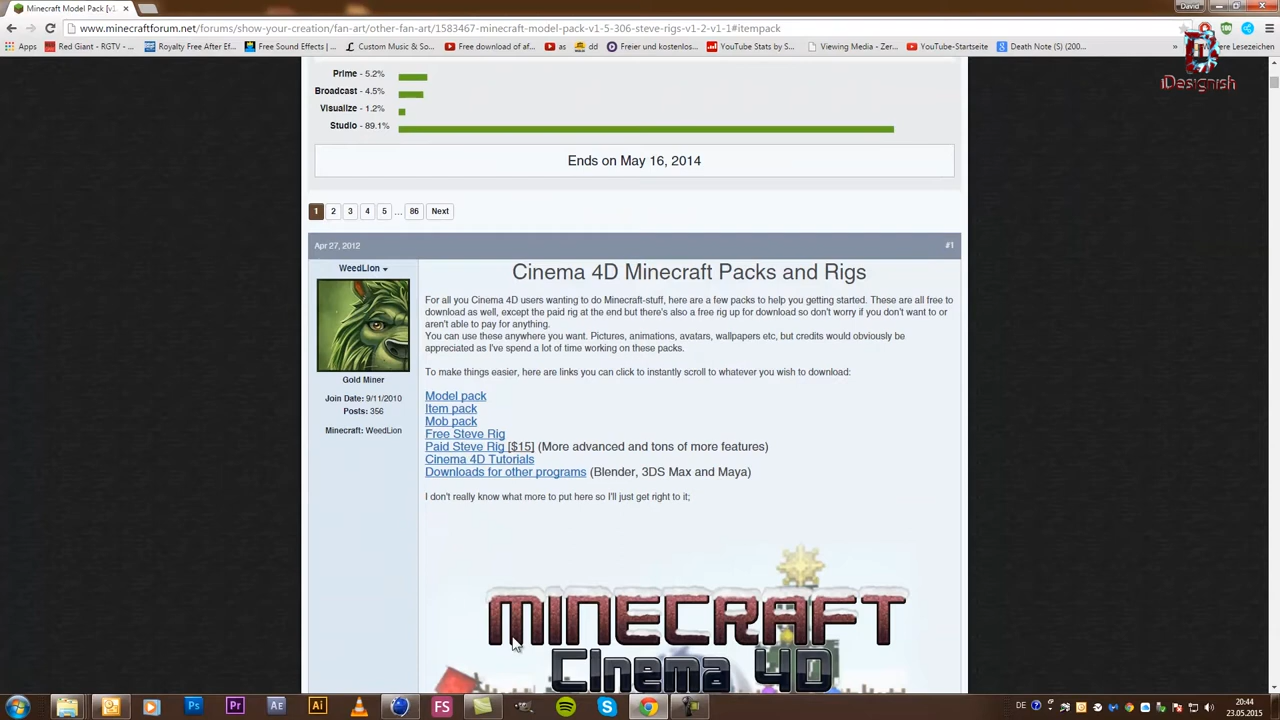 Minecraft Model Pack [v1
David
www.minecraftforum.net/forums/show-your-creation/fan-art/other-fan-art/1583467-minecraft-model-pack-v1-5-306-steve-rigs-v1-2-v1-1#itempack
Apps Red Giant - RGTV - ... Royalty Free After Ef... Free Sound Effects | ... Custom Music & So... Free download of af... as dd Freier und kostenlos... YouTube Stats by S... Viewing Media - Zer... YouTube-Startseite Death Note (S) (200... » Lesezeichen
iDesignish
Prime - 5.2%
Broadcast - 4.5%
Visualize - 1.2%
Studio - 89.1%
Ends on May 16, 2014
1 2 3 4 5 ... 86 Next
Apr 27, 2012 #1
WeedLion
Gold Miner
Join Date: 9/11/2010
Posts: 356
Minecraft: WeedLion
Cinema 4D Minecraft Packs and Rigs
For all you Cinema 4D users wanting to do Minecraft-stuff, here are a few packs to help you getting started. These are all free to
download as well, except the paid rig at the end but there's also a free rig up for download so don't worry if you don't want to or
aren't able to pay for anything.
You can use these anywhere you want. Pictures, animations, avatars, wallpapers etc, but credits would obviously be
appreciated as I've spend a lot of time working on these packs.
To make things easier, here are links you can click to instantly scroll to whatever you wish to download:
Model pack
Item pack
Mob pack
Free Steve Rig
Paid Steve Rig [$15] (More advanced and tons of more features)
Cinema 4D Tutorials
Downloads for other programs (Blender, 3DS Max and Maya)
I don't really know what more to put here so I'll just get right to it;
MINECRAFT
Cinema 4D
Ps Pr Ae Ai FS
DE
20:44
23.05.2015